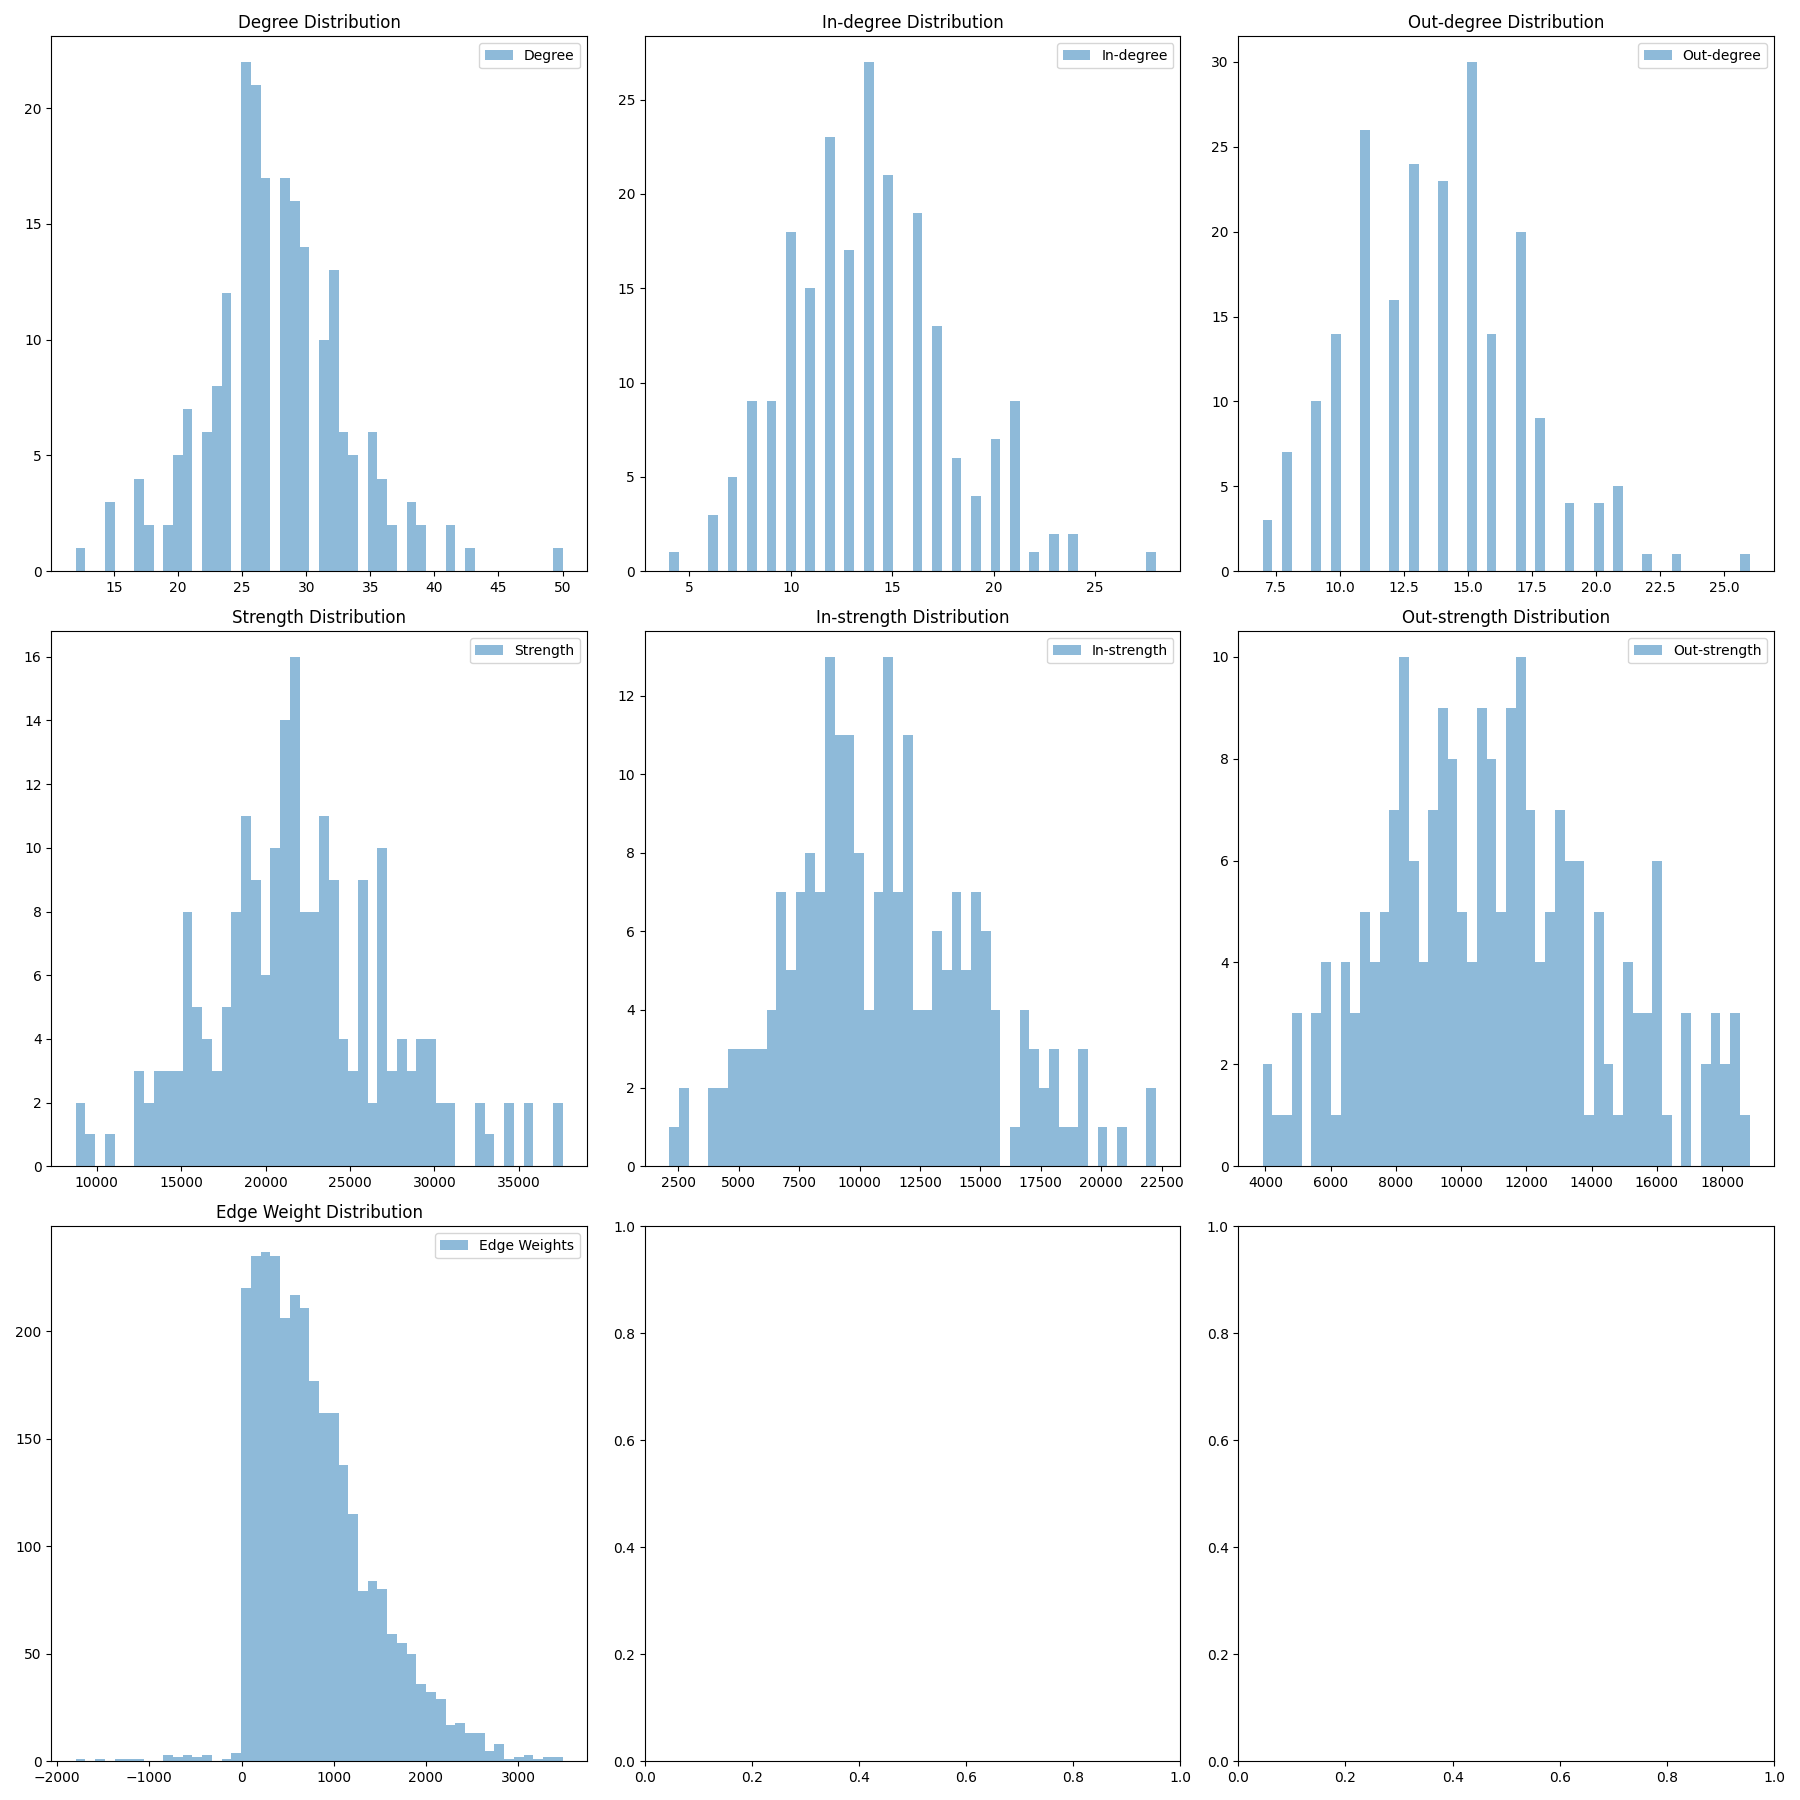 Degree Distribution
Degree
20
15
10
5
0
15 20 25 30 35 40 45 50
In-degree Distribution
In-degree
25
20
15
10
5
0
5 10 15 20 25
Out-degree Distribution
Out-degree
30
25
20
15
10
5
0
7.5 10.0 12.5 15.0 17.5 20.0 22.5 25.0
Strength Distribution
Strength
16
14
12
10
8
6
4
2
0
10000 15000 20000 25000 30000 35000
In-strength Distribution
In-strength
12
10
8
6
4
2
0
2500 5000 7500 10000 12500 15000 17500 20000 22500
Out-strength Distribution
Out-strength
10
8
6
4
2
0
4000 6000 8000 10000 12000 14000 16000 18000
Edge Weight Distribution
Edge Weights
200
150
100
50
0
−2000 −1000 0 1000 2000 3000
1.0
0.8
0.6
0.4
0.2
0.0
0.0 0.2 0.4 0.6 0.8 1.0
1.0
0.8
0.6
0.4
0.2
0.0
0.0 0.2 0.4 0.6 0.8 1.0